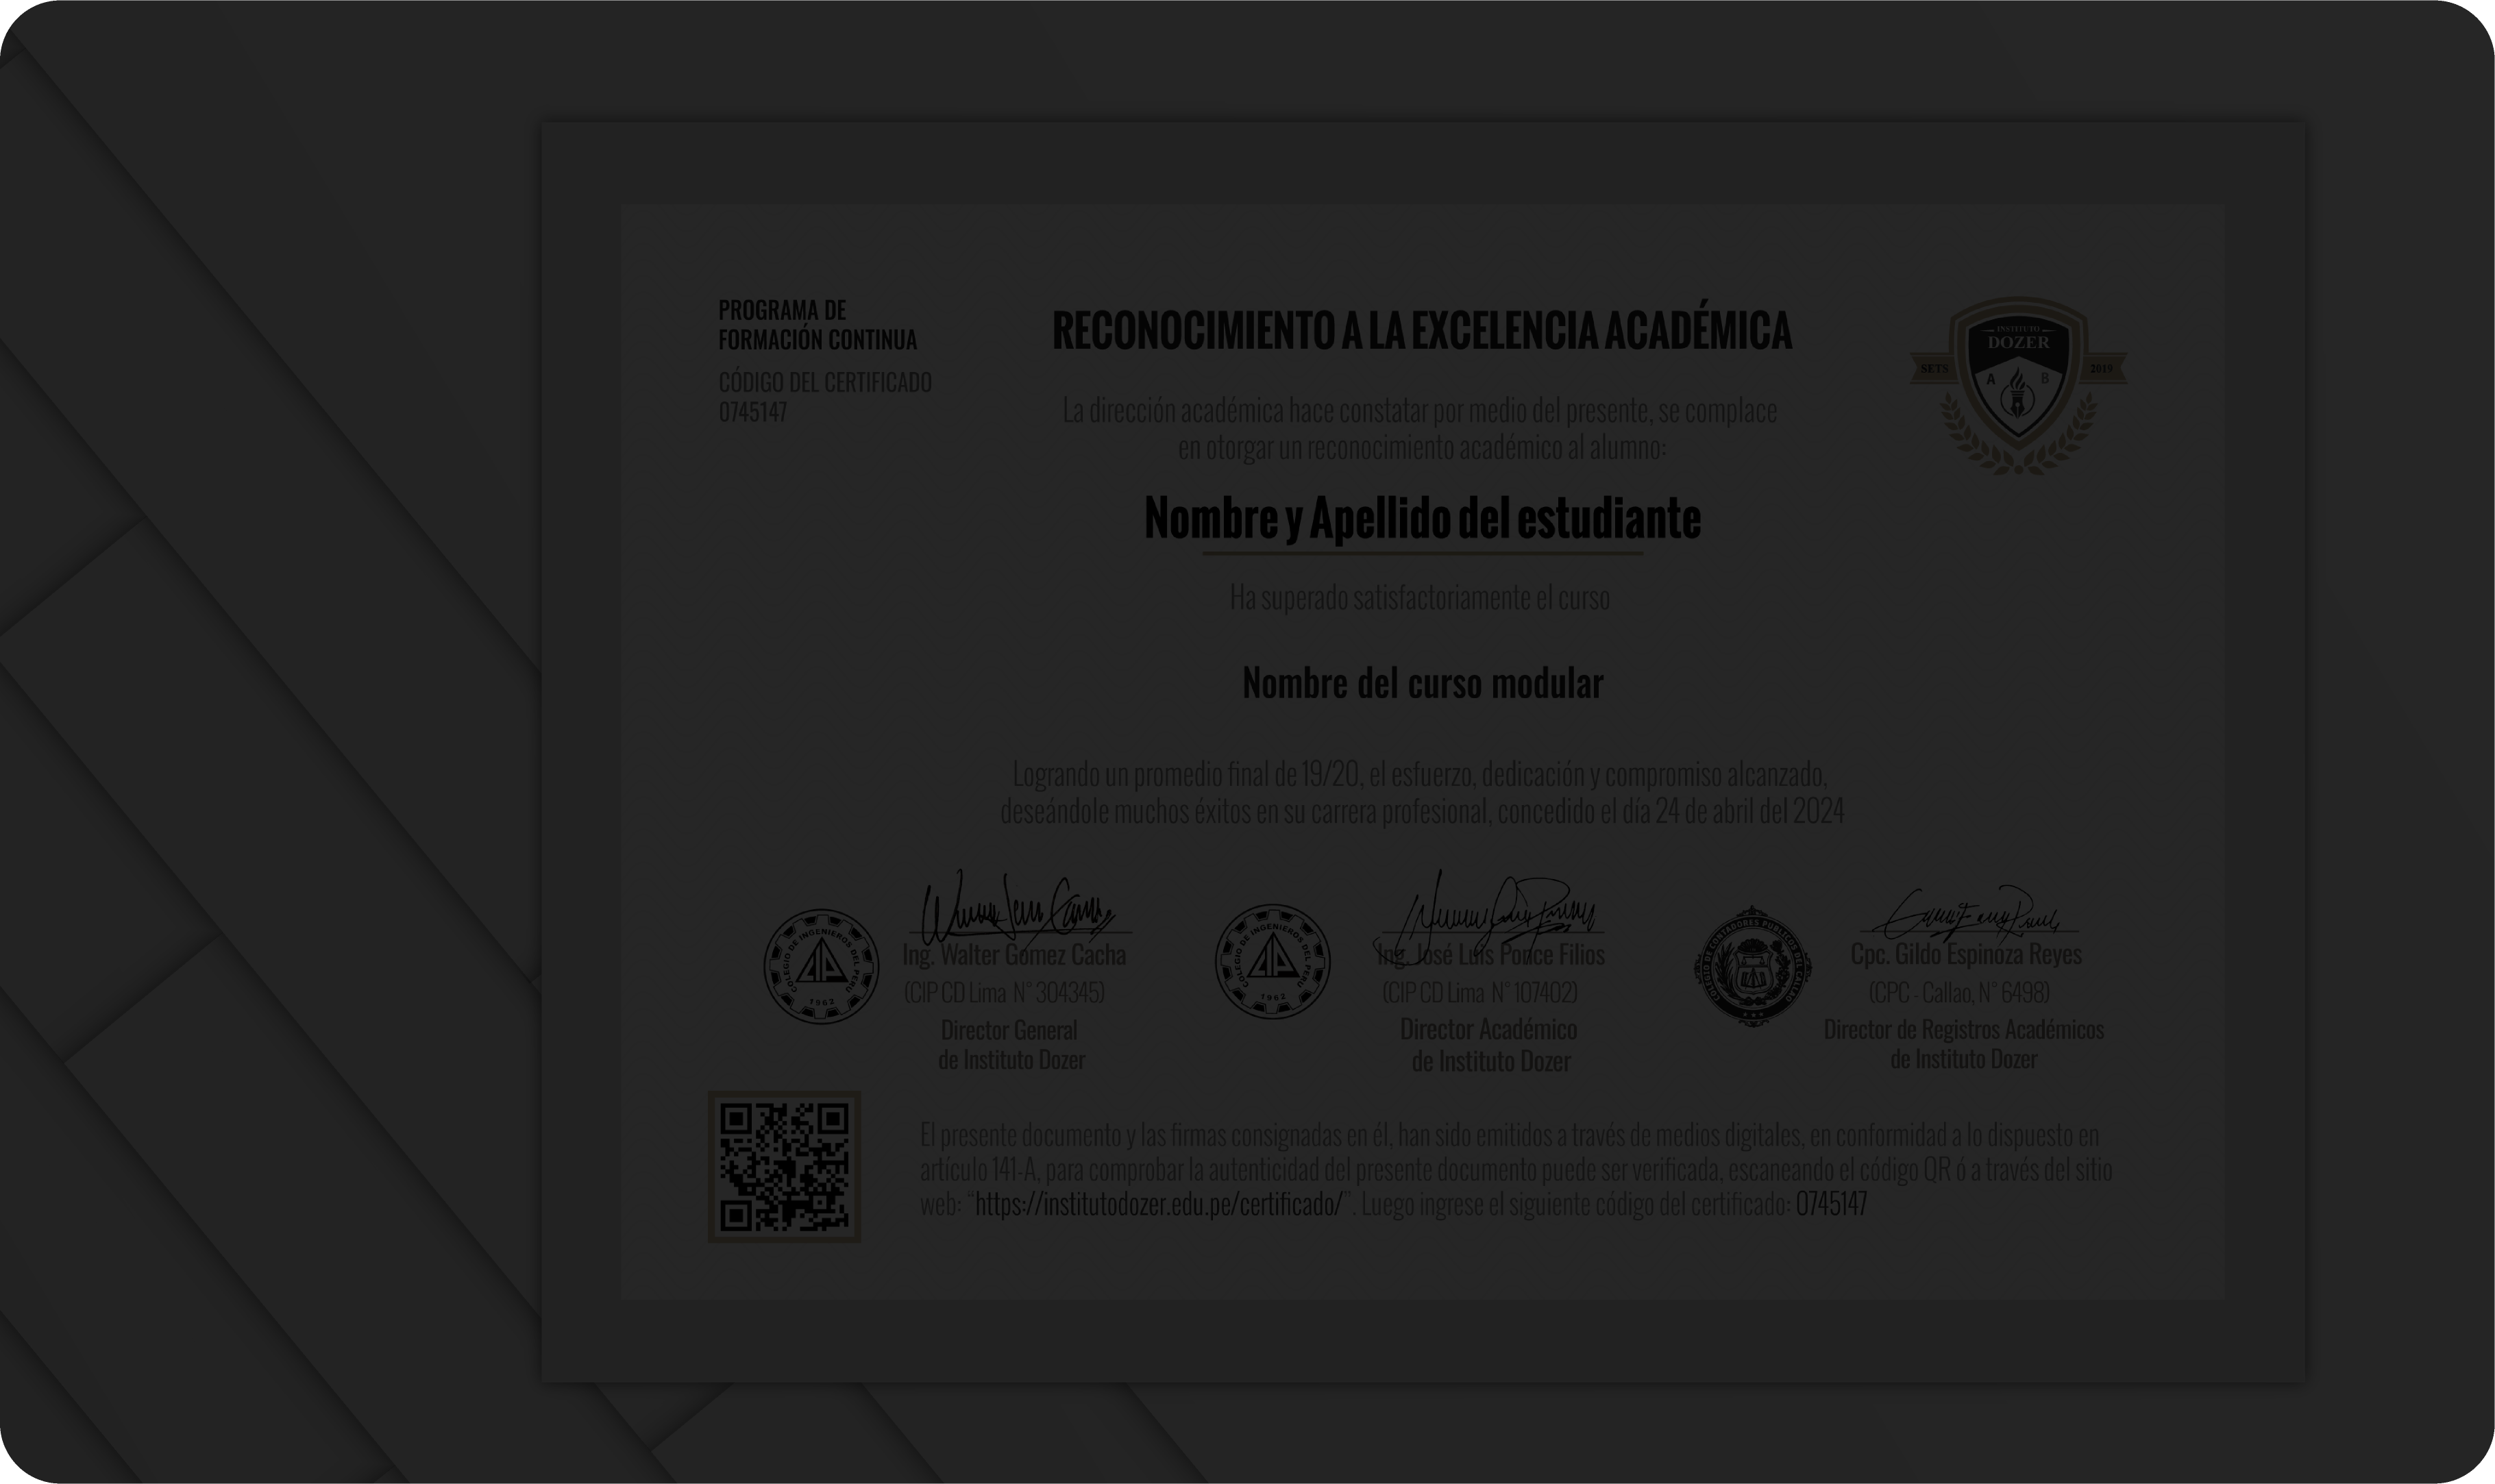 PROGRAMA DE
FORMACIÓN CONTINUA
CÓDIGO DEL CERTIFICADO
0745147
RECONOCIMIENTO A LA EXCELENCIA ACADÉMICA
INSTITUTO
DOZER
SETS
2019
A
B
La dirección académica hace constatar por medio del presente, se complace
en otorgar un reconocimiento académico al alumno:
Nombre y Apellido del estudiante
Ha superado satisfactoriamente el curso
Nombre del curso modular
Logrando un promedio final de 19/20, el esfuerzo, dedicación y compromiso alcanzado,
deseándole muchos éxitos en su carrera profesional, concedido el día 24 de abril del 2024
COLEGIO DE INGENIEROS DEL PERU
1962
Ing. Walter Gomez Cacha
(CIP CD Lima N° 304345)
Director General
de Instituto Dozer
COLEGIO DE INGENIEROS DEL PERU
1962
Ing. José Luis Ponce Filios
(CIP CD Lima N° 107402)
Director Académico
de Instituto Dozer
COLEGIO DE CONTADORES PUBLICOS DEL CALLAO
Cpc. Gildo Espinoza Reyes
(CPC - Callao, N° 6498)
Director de Registros Académicos
de Instituto Dozer
El presente documento y las firmas consignadas en él, han sido emitidos a través de medios digitales, en conformidad a lo dispuesto en
artículo 141-A, para comprobar la autenticidad del presente documento puede ser verificada, escaneando el código QR ó a través del sitio
web: “https://institutodozer.edu.pe/certificado/”. Luego ingrese el siguiente código del certificado: 0745147